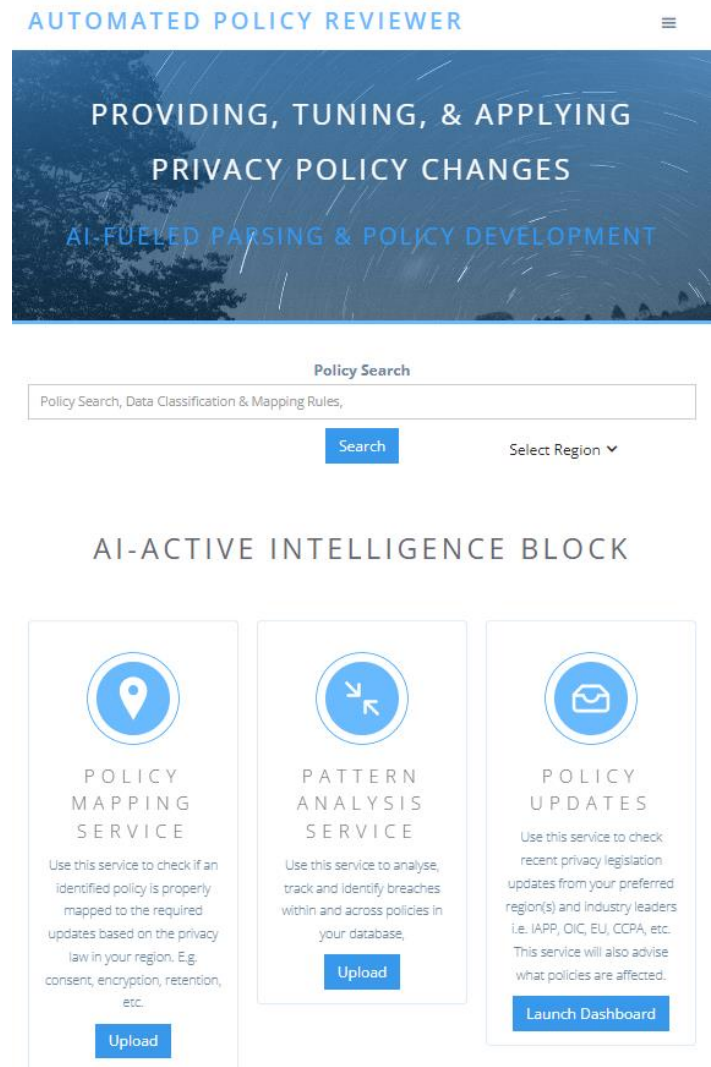 AUTOMATED POLICY REVIEWER
PROVIDING, TUNING, & APPLYING
PRIVACY POLICY CHANGES
AI-FUELED PARSING & POLICY DEVELOPMENT
Policy Search
Policy Search, Data Classification & Mapping Rules,
Search
Select Region
AI-ACTIVE INTELLIGENCE BLOCK
POLICY
MAPPING
SERVICE
Use this service to check if an
identified policy is properly
mapped to the required
updates based on the privacy
law in your region. E.g.
consent, encryption, retention,
etc.
Upload
PATTERN
ANALYSIS
SERVICE
Use this service to analyse,
track and identify breaches
within and across policies in
your database,
Upload
POLICY
UPDATES
Use this service to check
recent privacy legislation
updates from your preferred
region(s) and industry leaders
i.e. IAPP, OIC, EU, CCPA, etc.
This service will also advise
what policies are affected.
Launch Dashboard